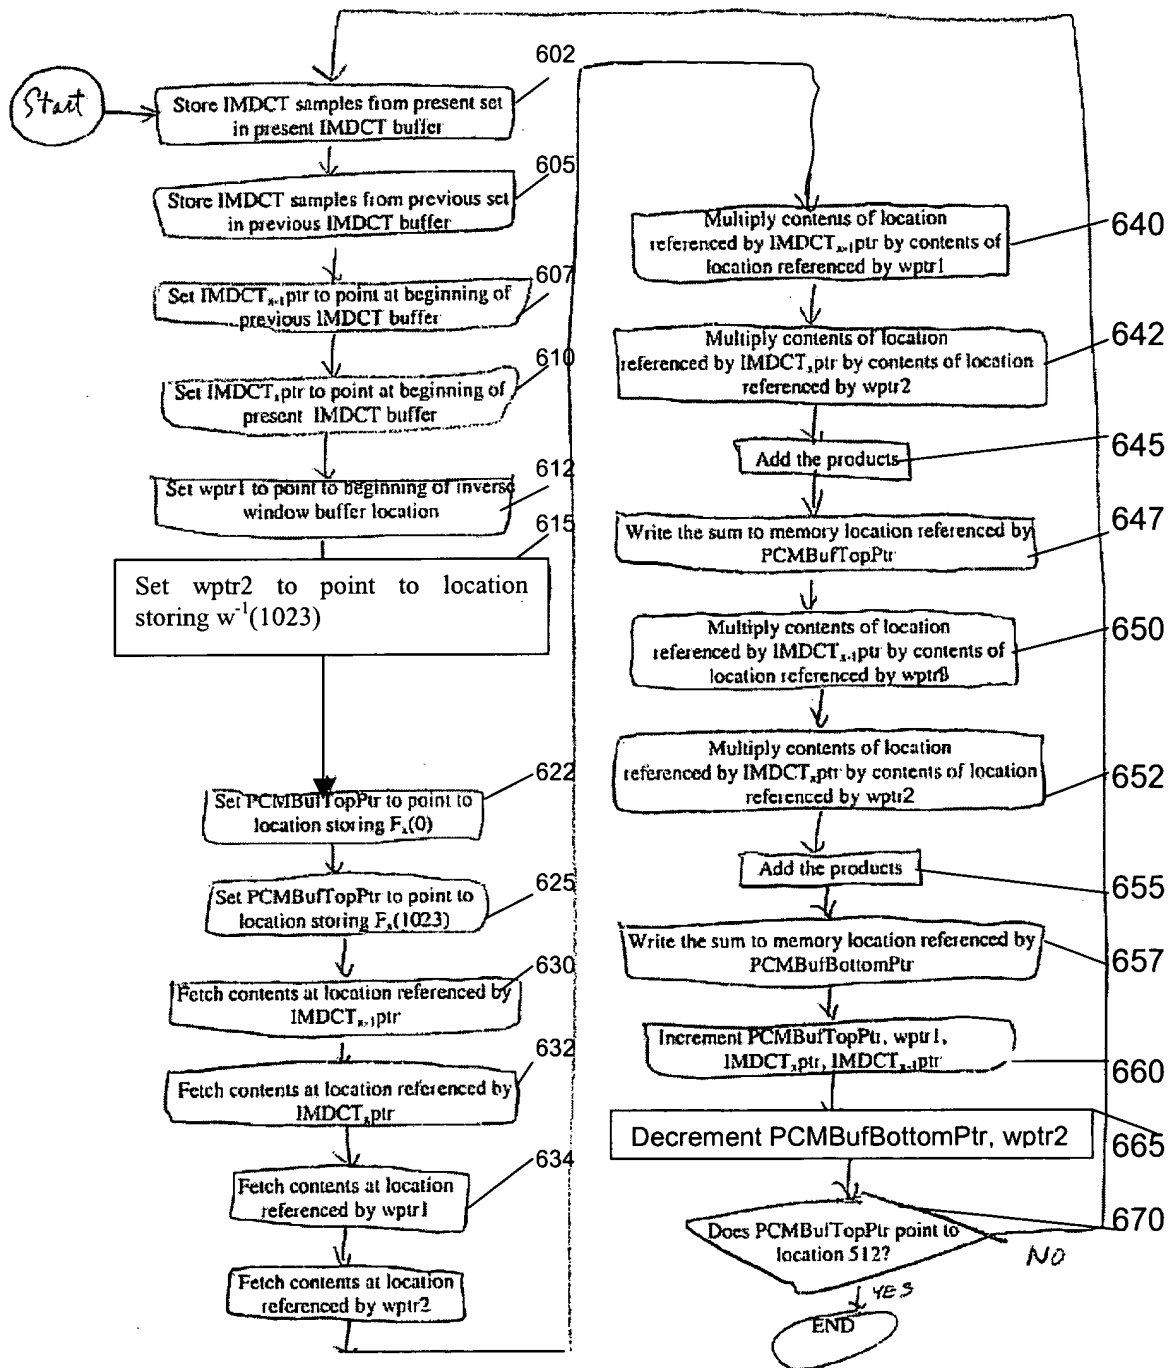 Start
602
Store IMDCT samples from present set
in present IMDCT buffer
605
Store IMDCT samples from previous set
in previous IMDCT buffer
607
Set IMDCTx-1ptr to point at beginning of
previous IMDCT buffer
610
Set IMDCTxptr to point at beginning of
present IMDCT buffer
612
Set wptr1 to point to beginning of inverse
window buffer location
615
Set wptr2 to point to location
storing w-1(1023)
622
Set PCMBufTopPtr to point to
location storing Fx(0)
625
Set PCMBufTopPtr to point to
location storing Fx(1023)
630
Fetch contents at location referenced by
IMDCTx-1ptr
632
Fetch contents at location referenced by
IMDCTxptr
634
Fetch contents at location
referenced by wptr1
Fetch contents at location
referenced by wptr2
640
Multiply contents of location
referenced by IMDCTx-1ptr by contents of
location referenced by wptr1
642
Multiply contents of location
referenced by IMDCTxptr by contents of location
referenced by wptr2
645
Add the products
647
Write the sum to memory location referenced by
PCMBufTopPtr
650
Multiply contents of location
referenced by IMDCTx-1ptr by contents of
location referenced by
652
Multiply contents of location
referenced by IMDCTxptr by contents of location
referenced by wptr2
Add the products
655
Write the sum to memory location referenced by
PCMBufBottomPtr
657
Increment PCMBufTopPtr, wptr1,
IMDCTxptr, IMDCTx-1ptr
660
Decrement PCMBufBottomPtr, wptr2
665
670
Does PCMBufTopPtr point to
location 512?
NO
YES
END